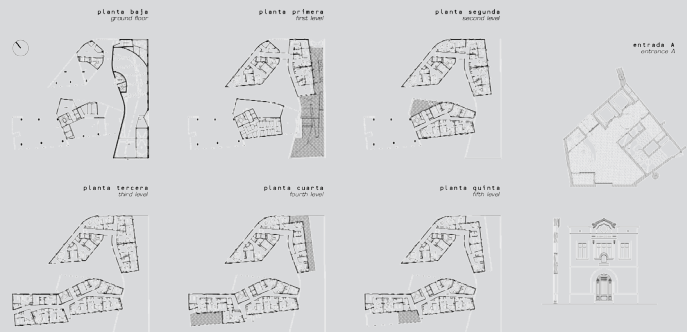 planta baja
ground floor
planta primera
first level
planta segunda
second level
entrada A
entrance A
planta tercera
third level
planta cuarta
fourth level
planta quinta
fifth level